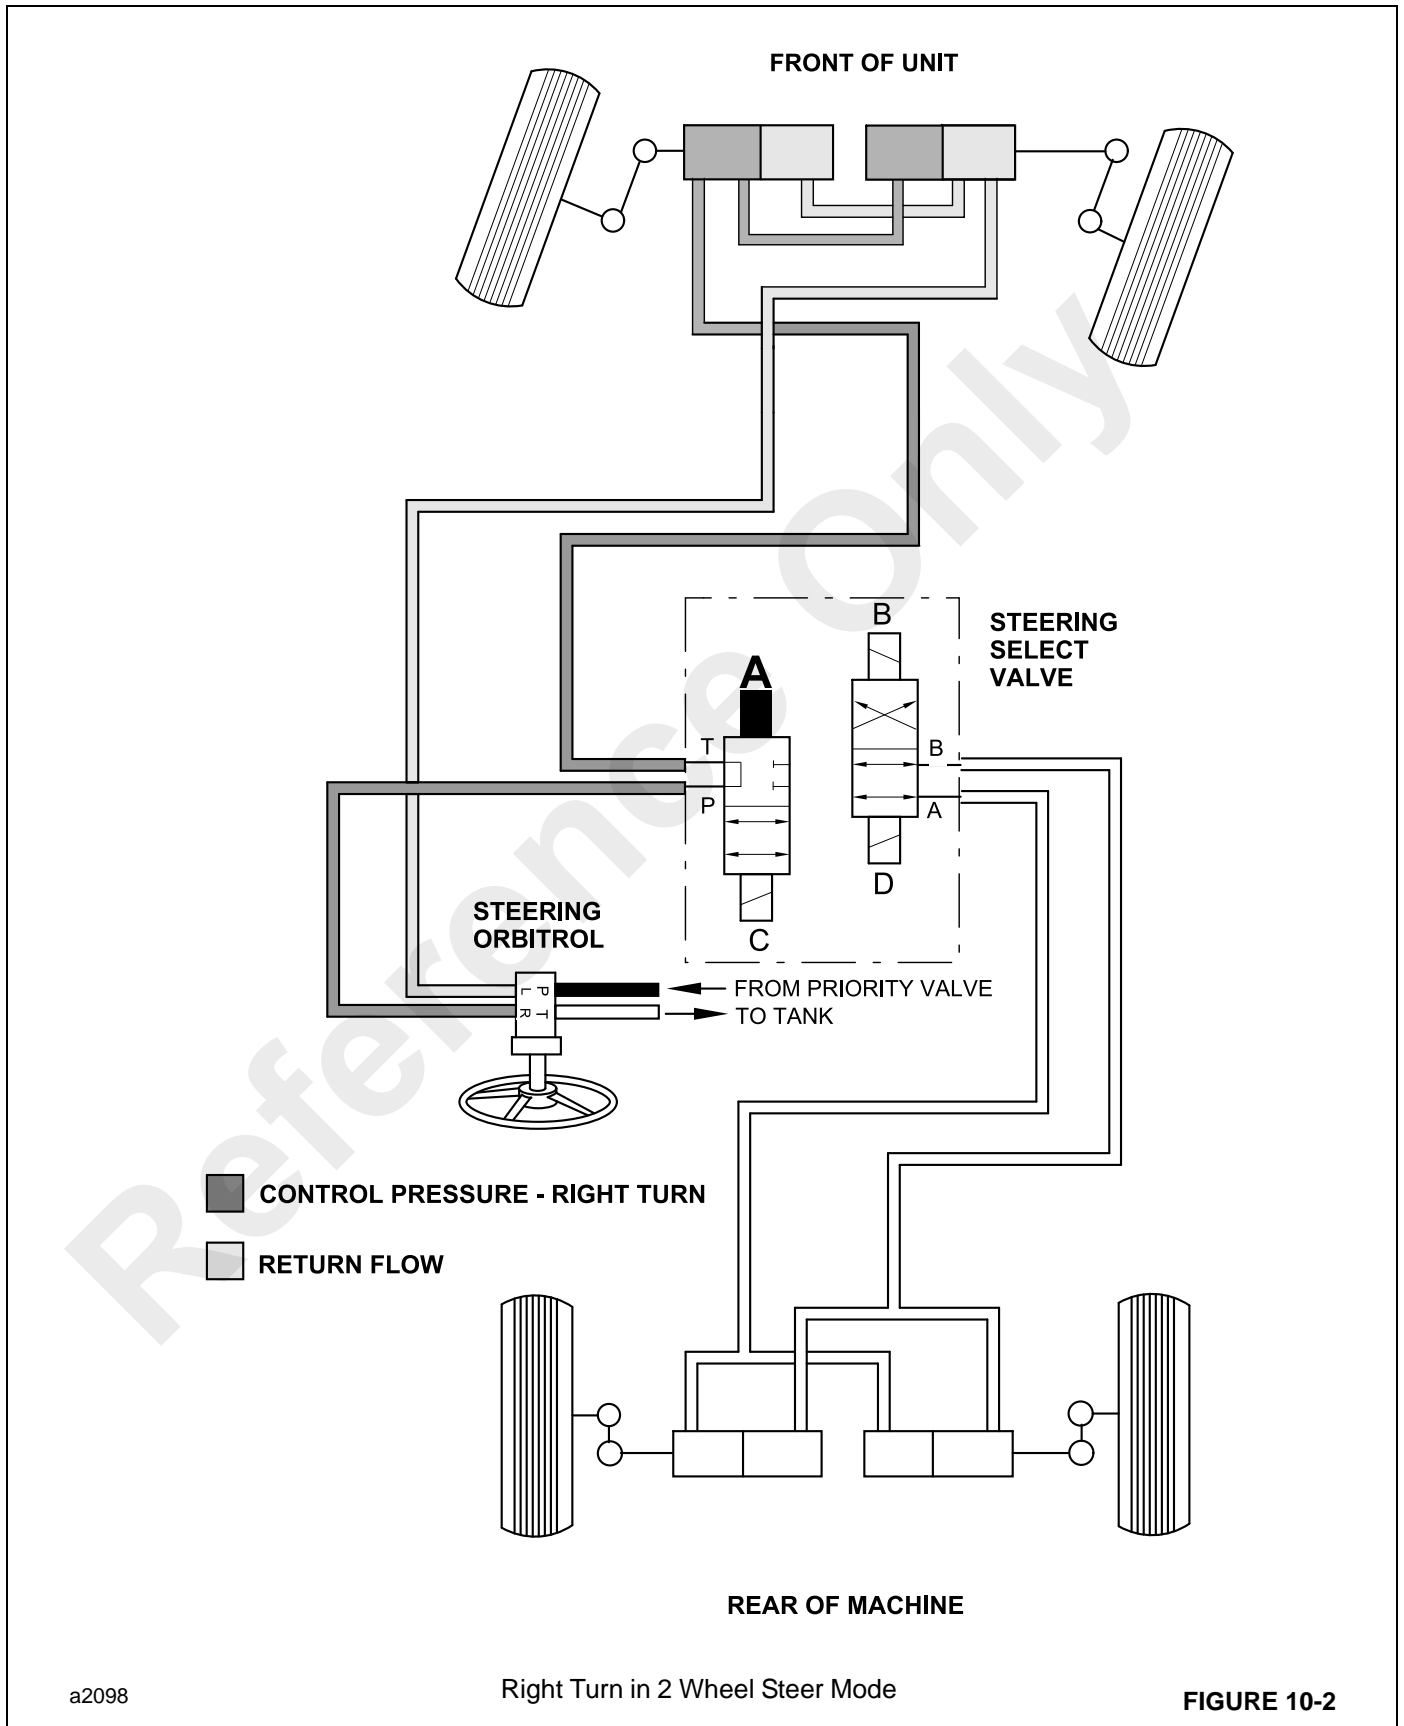 FRONT OF UNIT
B
STEERING
SELECT
VALVE
A
T
B
P
A
D
STEERING
ORBITROL
C
P
L
FROM PRIORITY VALVE
R
T
TO TANK
CONTROL PRESSURE - RIGHT TURN
RETURN FLOW
REAR OF MACHINE
a2098
Right Turn in 2 Wheel Steer Mode
FIGURE 10-2
Reference Only